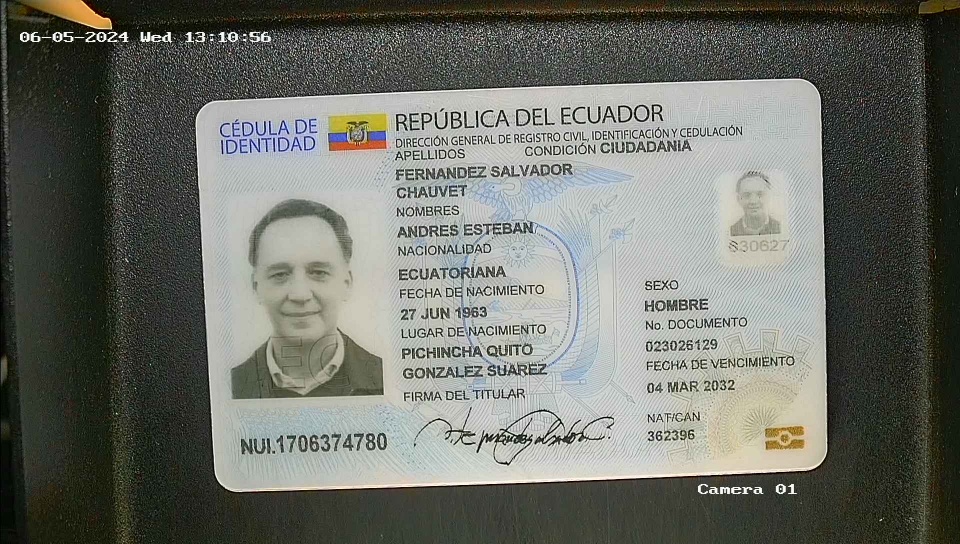 06-05-2024 Wed 13:10:56
CÉDULA DE
IDENTIDAD
REPÚBLICA DEL ECUADOR
DIRECCIÓN GENERAL DE REGISTRO CIVIL, IDENTIFICACIÓN Y CEDULACIÓN
APELLIDOS CONDICIÓN CIUDADANÍA
FERNANDEZ SALVADOR
CHAUVET
NOMBRES
ANDRES ESTEBAN
NACIONALIDAD
ECUATORIANA
FECHA DE NACIMIENTO
27 JUN 1963
LUGAR DE NACIMIENTO
PICHINCHA QUITO
GONZALEZ SUAREZ
FIRMA DEL TITULAR
630627
SEXO
HOMBRE
No. DOCUMENTO
023026129
FECHA DE VENCIMIENTO
04 MAR 2032
NAT/CAN
362396
NUI.1706374780
Camera 01